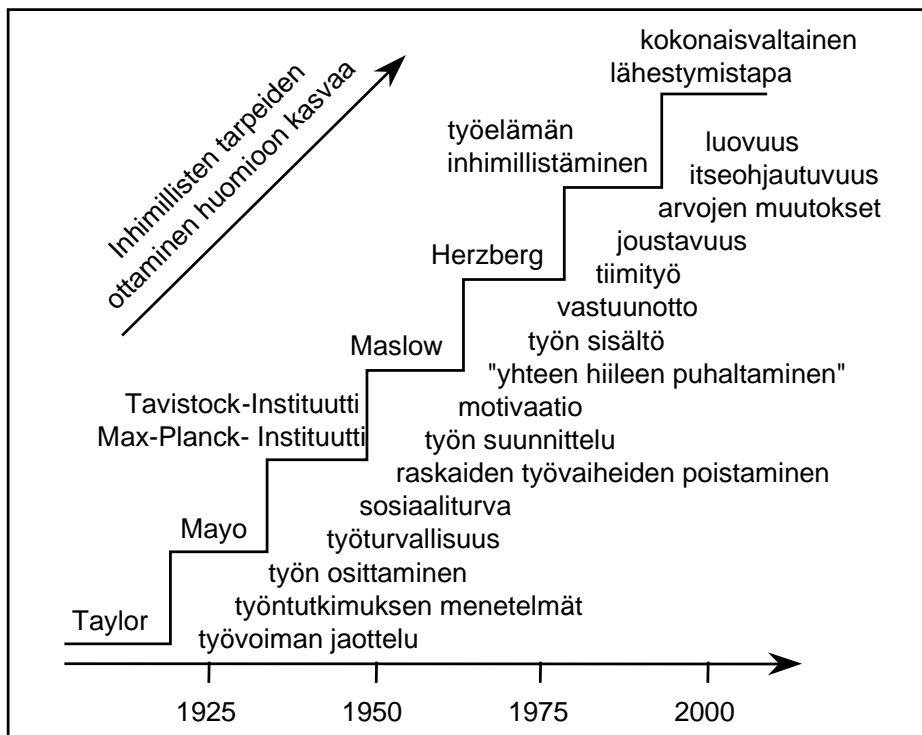 kokonaisvaltainen
lähestymistapa
Inhimillisten tarpeiden
ottaminen huomioon kasvaa
työelämän
inhimillistäminen
luovuus
itseohjautuvuus
arvojen muutokset
Herzberg
joustavuus
tiimityö
vastuunotto
Maslow
työn sisältö
"yhteen hiileen puhaltaminen"
Tavistock-Instituutti
Max-Planck- Instituutti
motivaatio
työn suunnittelu
raskaiden työvaiheiden poistaminen
sosiaaliturva
Mayo
työturvallisuus
työn osittaminen
työntutkimuksen menetelmät
Taylor
työvoiman jaottelu
1925
1950
1975
2000